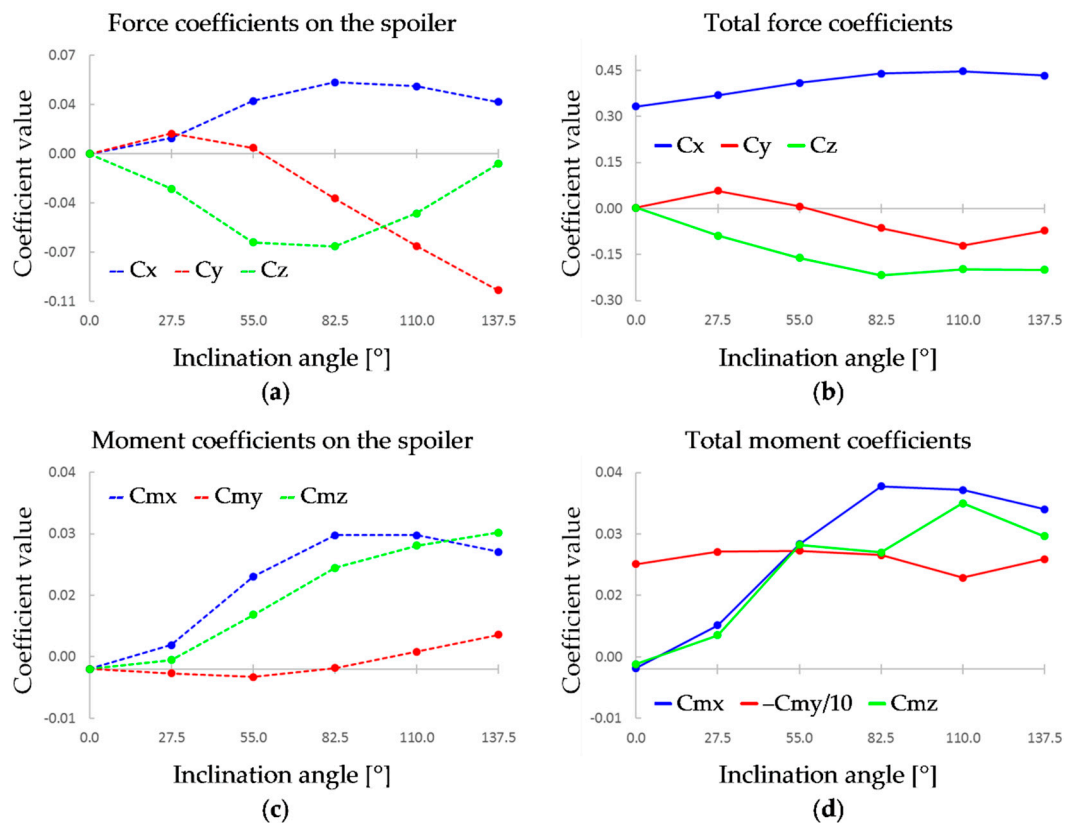 Force coefficients on the spoiler
Coefficient value
0.07
0.04
0.00
-0.04
-0.07
-0.11
Cx Cy Cz
0.0 27.5 55.0 82.5 110.0 137.5
Inclination angle [°]
(a)
Total force coefficients
Coefficient value
0.45
0.30
0.15
0.00
-0.15
-0.30
Cx Cy Cz
0.0 27.5 55.0 82.5 110.0 137.5
Inclination angle [°]
(b)
Moment coefficients on the spoiler
Coefficient value
0.04
0.03
0.02
0.00
-0.01
Cmx Cmy Cmz
0.0 27.5 55.0 82.5 110.0 137.5
Inclination angle [°]
(c)
Total moment coefficients
Coefficient value
0.04
0.03
0.02
0.00
-0.01
Cmx –Cmy/10 Cmz
0.0 27.5 55.0 82.5 110.0 137.5
Inclination angle [°]
(d)